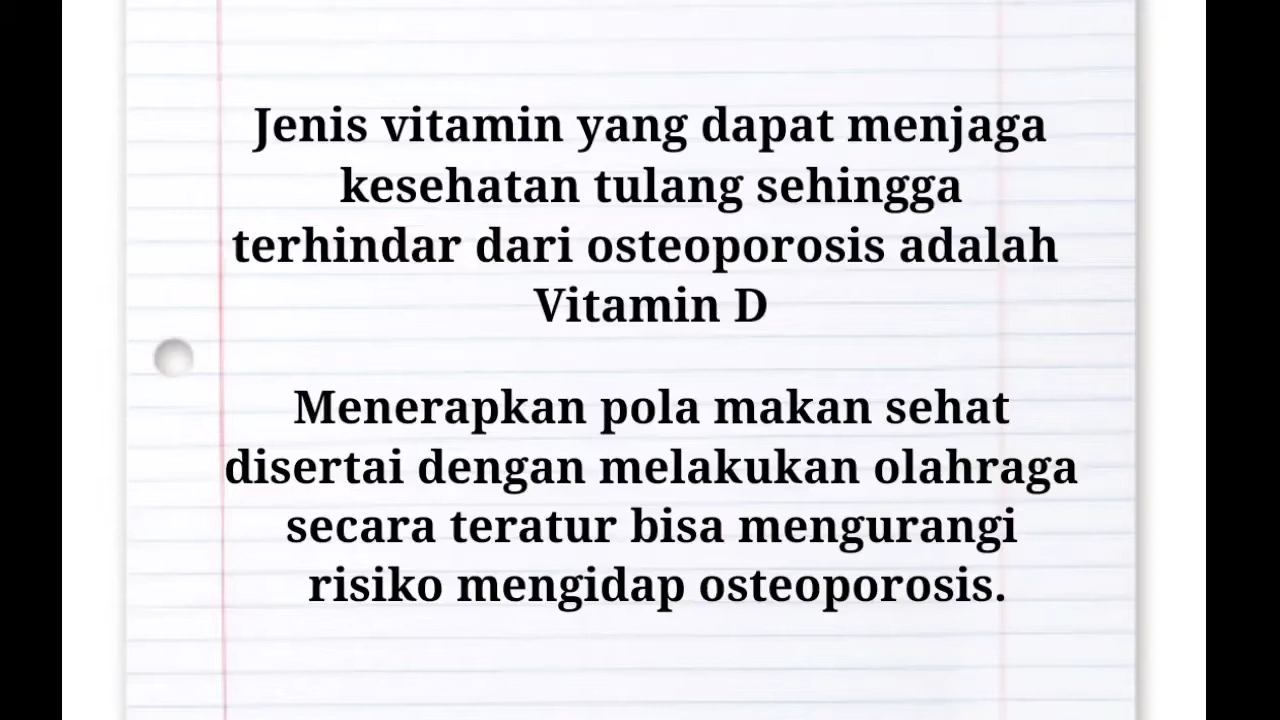 Jenis vitamin yang dapat menjaga
kesehatan tulang sehingga
terhindar dari osteoporosis adalah
Vitamin D
Menerapkan pola makan sehat
disertai dengan melakukan olahraga
secara teratur bisa mengurangi
risiko mengidap osteoporosis.